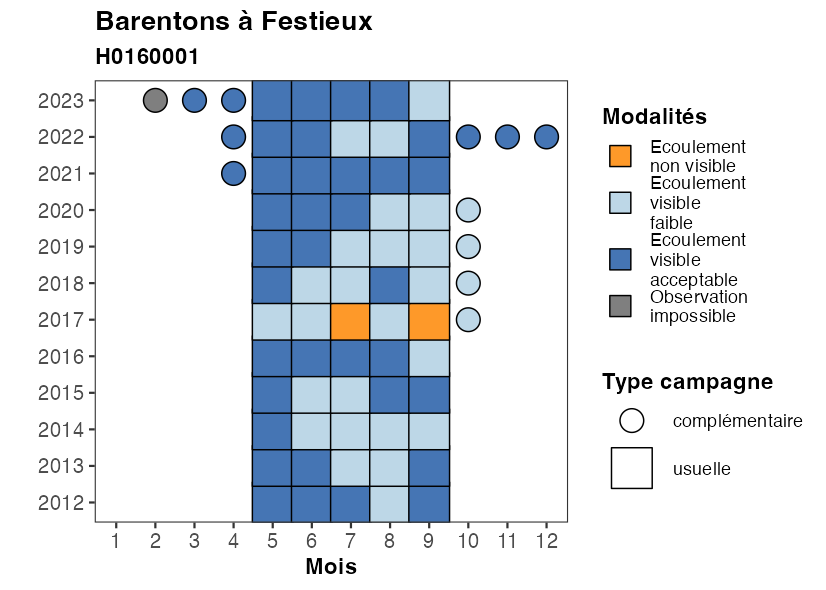 Barentons à Festieux
H0160001
2023
2022
2021
2020
2019
2018
2017
2016
2015
2014
2013
2012
1 2 3 4 5 6 7 8 9 10 11 12
Mois
Modalités
Ecoulement
non visible
Ecoulement
visible
faible
Ecoulement
visible
acceptable
Observation
impossible
Type campagne
complémentaire
usuelle